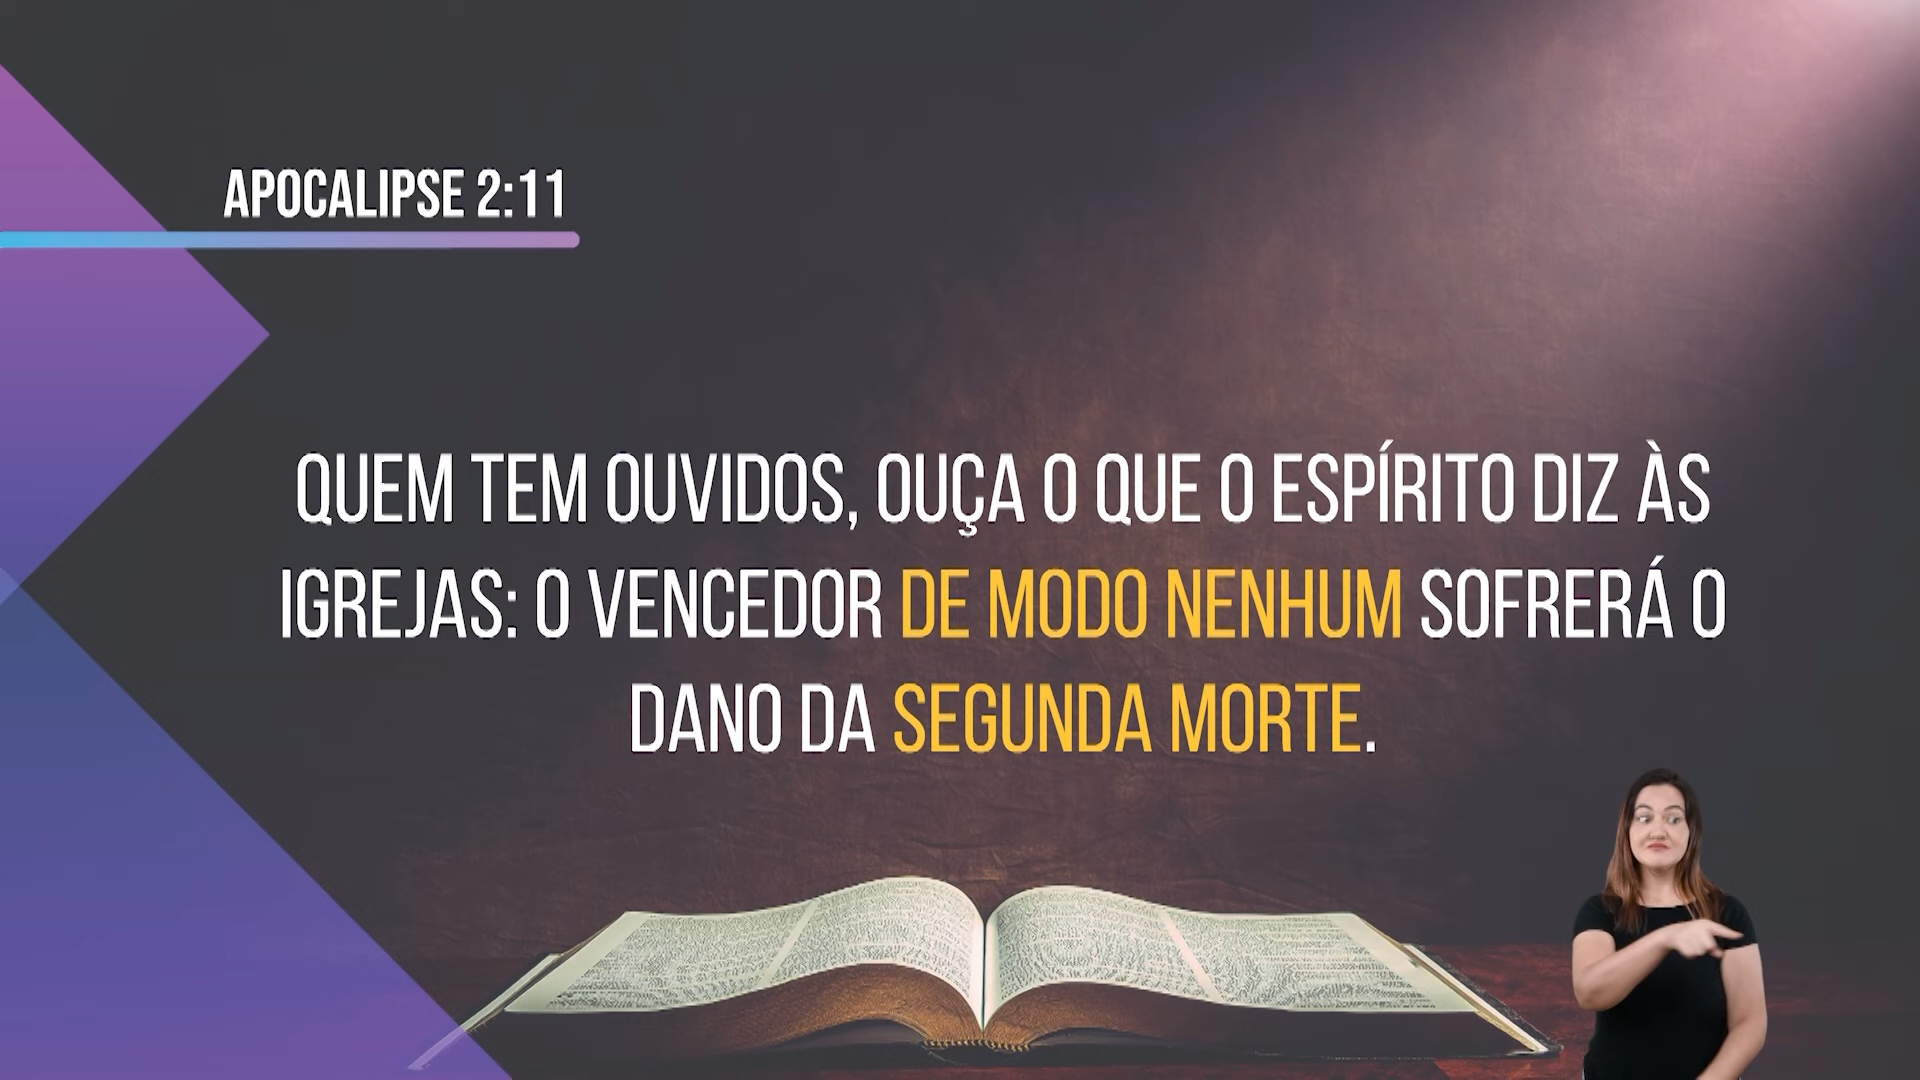 APOCALIPSE 2:11
QUEM TEM OUVIDOS, OUÇA O QUE O ESPÍRITO DIZ ÀS
IGREJAS: O VENCEDOR DE MODO NENHUM SOFRERÁ O
DANO DA SEGUNDA MORTE.